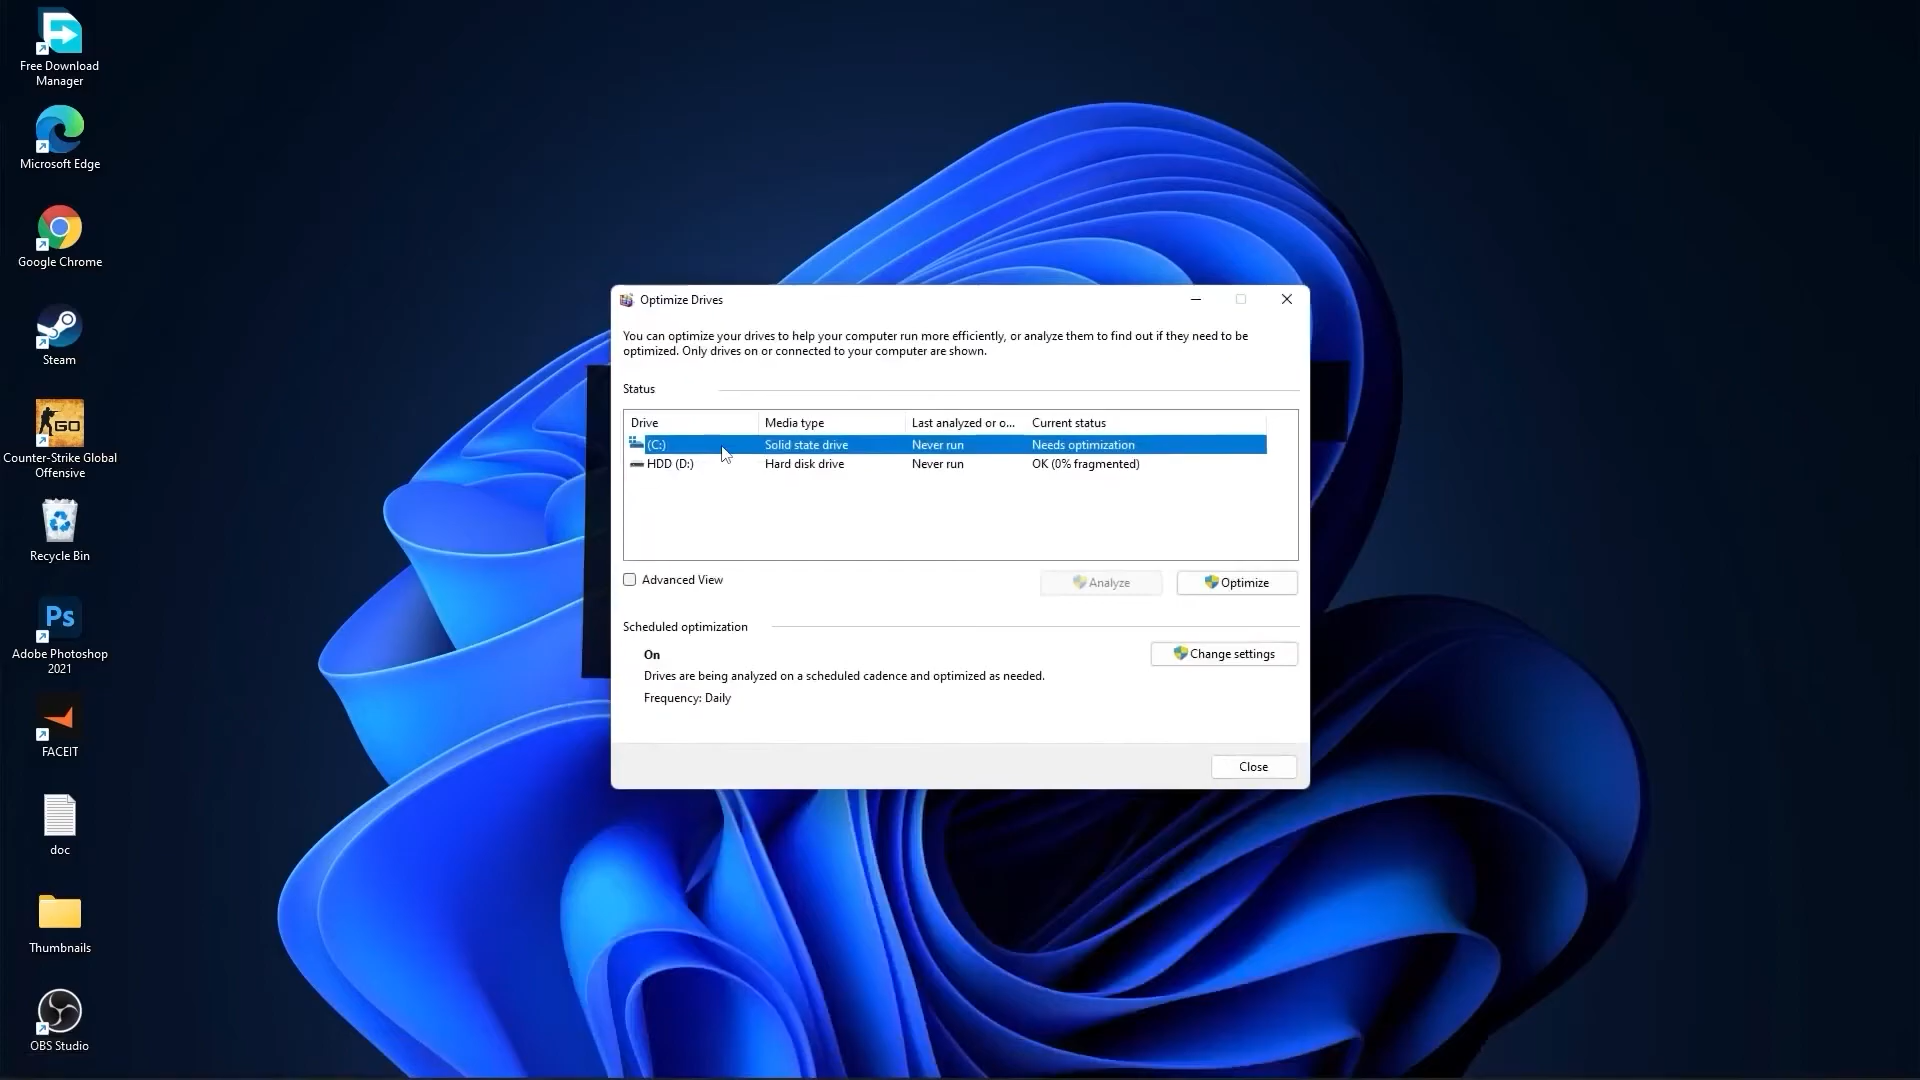 Free Download
Manager
Microsoft Edge
Google Chrome
Steam
GO
Counter-Strike Global
Offensive
Recycle Bin
Ps
Adobe Photoshop
2021
FACEIT
doc
Thumbnails
OBS Studio
Optimize Drives
You can optimize your drives to help your computer run more efficiently, or analyze them to find out if they need to be
optimized. Only drives on or connected to your computer are shown.
Status
Drive Media type Last analyzed or o... Current status
(C:) Solid state drive Never run Needs optimization
HDD (D:) Hard disk drive Never run OK (0% fragmented)
Advanced View Analyze Optimize
Scheduled optimization
On Change settings
Drives are being analyzed on a scheduled cadence and optimized as needed.
Frequency: Daily
Close